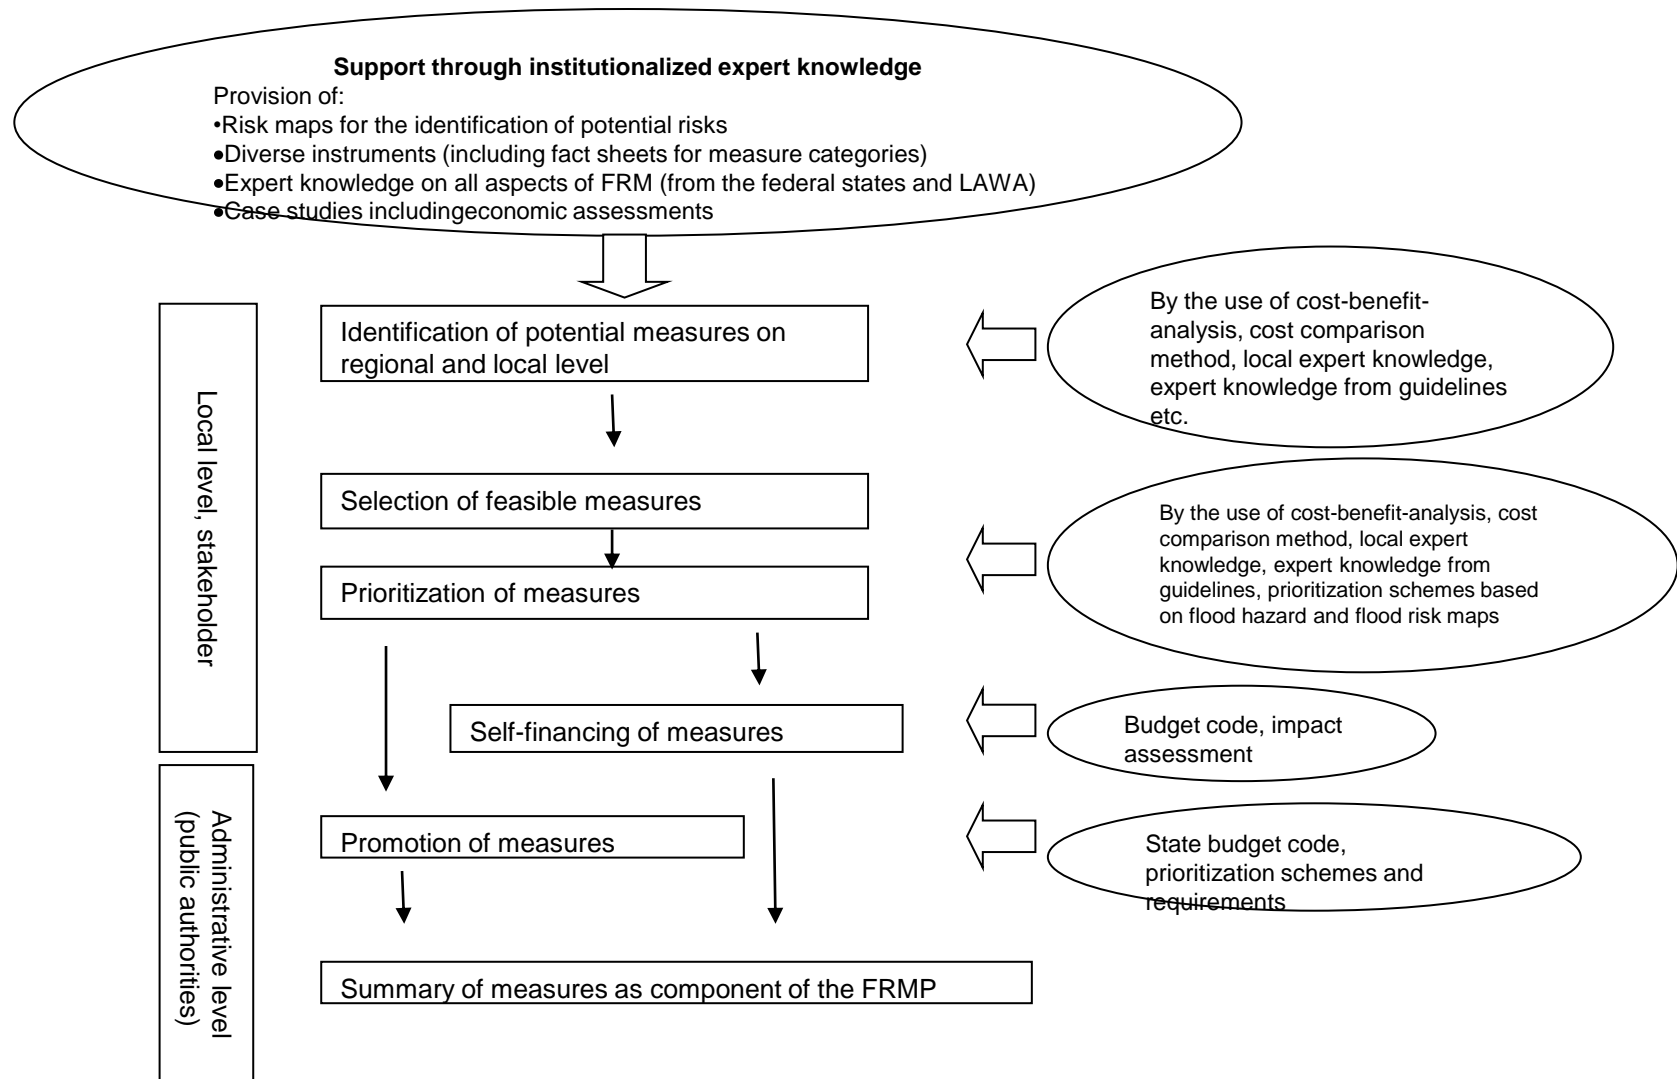 Support through institutionalized expert knowledge
Provision of:
•Risk maps for the identification of potential risks
•Diverse instruments (including fact sheets for measure categories)
•Expert knowledge on all aspects of FRM (from the federal states and LAWA)
•Case studies includingeconomic assessments
Local level, stakeholder
Identification of potential measures on
regional and local level
By the use of cost-benefit-
analysis, cost comparison
method, local expert knowledge,
expert knowledge from guidelines
etc.
Selection of feasible measures
Prioritization of measures
By the use of cost-benefit-analysis, cost
comparison method, local expert
knowledge, expert knowledge from
guidelines, prioritization schemes based
on flood hazard and flood risk maps
Self-financing of measures
Budget code, impact
assessment
Administrative level
(public authorities)
Promotion of measures
State budget code,
prioritization schemes and
requirements
Summary of measures as component of the FRMP